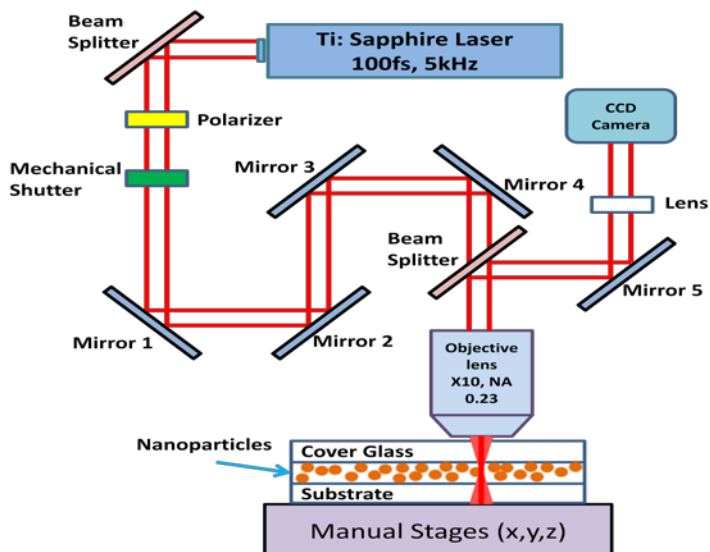 Beam
Splitter
Ti: Sapphire Laser
100fs, 5kHz
CCD
Camera
Polarizer
Mechanical
Shutter
Mirror 3
Mirror 4
Lens
Beam
Splitter
Mirror 5
Mirror 1
Mirror 2
Objective
lens
X10, NA
0.23
Nanoparticles
Cover Glass
Substrate
Manual Stages (x,y,z)